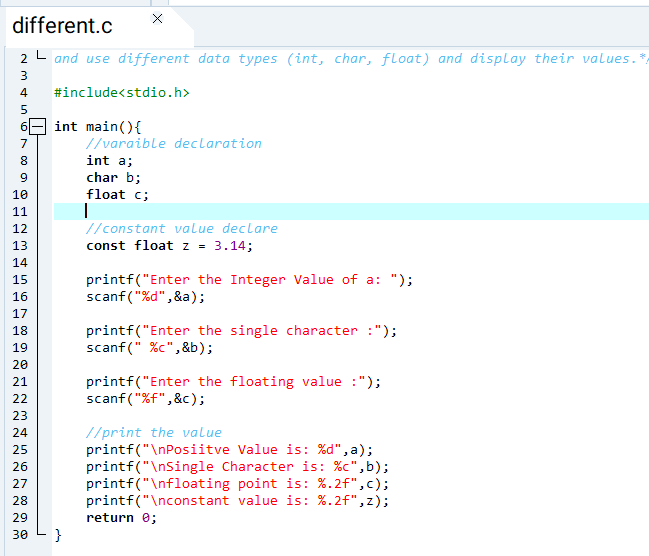 different.c
2 and use different data types (int, char, float) and display their values.*/
3
4 #include<stdio.h>
5
6 int main(){
7 //varaible declaration
8 int a;
9 char b;
10 float c;
11
12 //constant value declare
13 const float z = 3.14;
14
15 printf("Enter the Integer Value of a: ");
16 scanf("%d",&a);
17
18 printf("Enter the single character :");
19 scanf(" %c",&b);
20
21 printf("Enter the floating value :");
22 scanf("%f",&c);
23
24 //print the value
25 printf("\nPosiitve Value is: %d",a);
26 printf("\nSingle Character is: %c",b);
27 printf("\nfloating point is: %.2f",c);
28 printf("\nconstant value is: %.2f",z);
29 return 0;
30 }